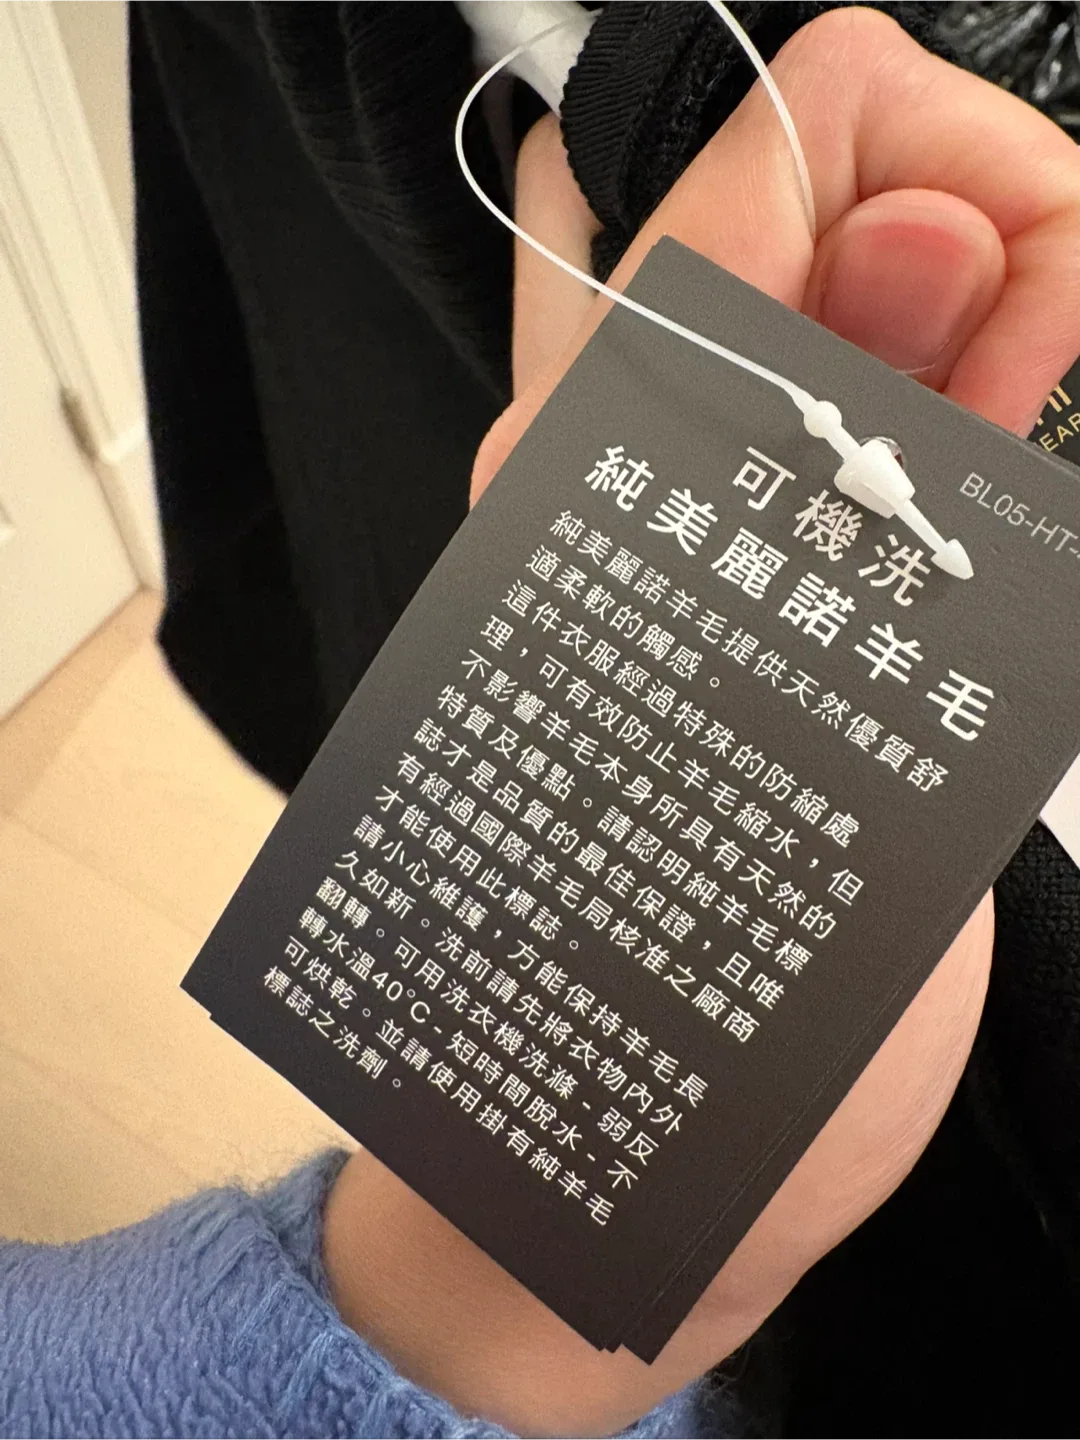 BL05-HT-
可機洗
純美麗諾羊毛
純美麗諾羊毛提供天然優質舒
適柔軟的觸感。
這件衣服經過特殊的防縮處
理，可有效防止羊毛縮水，但
不影響羊毛本身所具有天然的
特質及優點。請認明純羊毛標
誌才是品質的最佳保證，且唯
有經過國際羊毛局核准之廠商
才能使用此標誌。
請小心維護，方能保持羊毛長
久如新。洗前請先將衣物內外
翻轉。可用洗衣機洗滌-弱反
轉水溫40°C-短時間脫水-不
可烘乾。並請使用掛有純羊毛
標誌之洗劑。